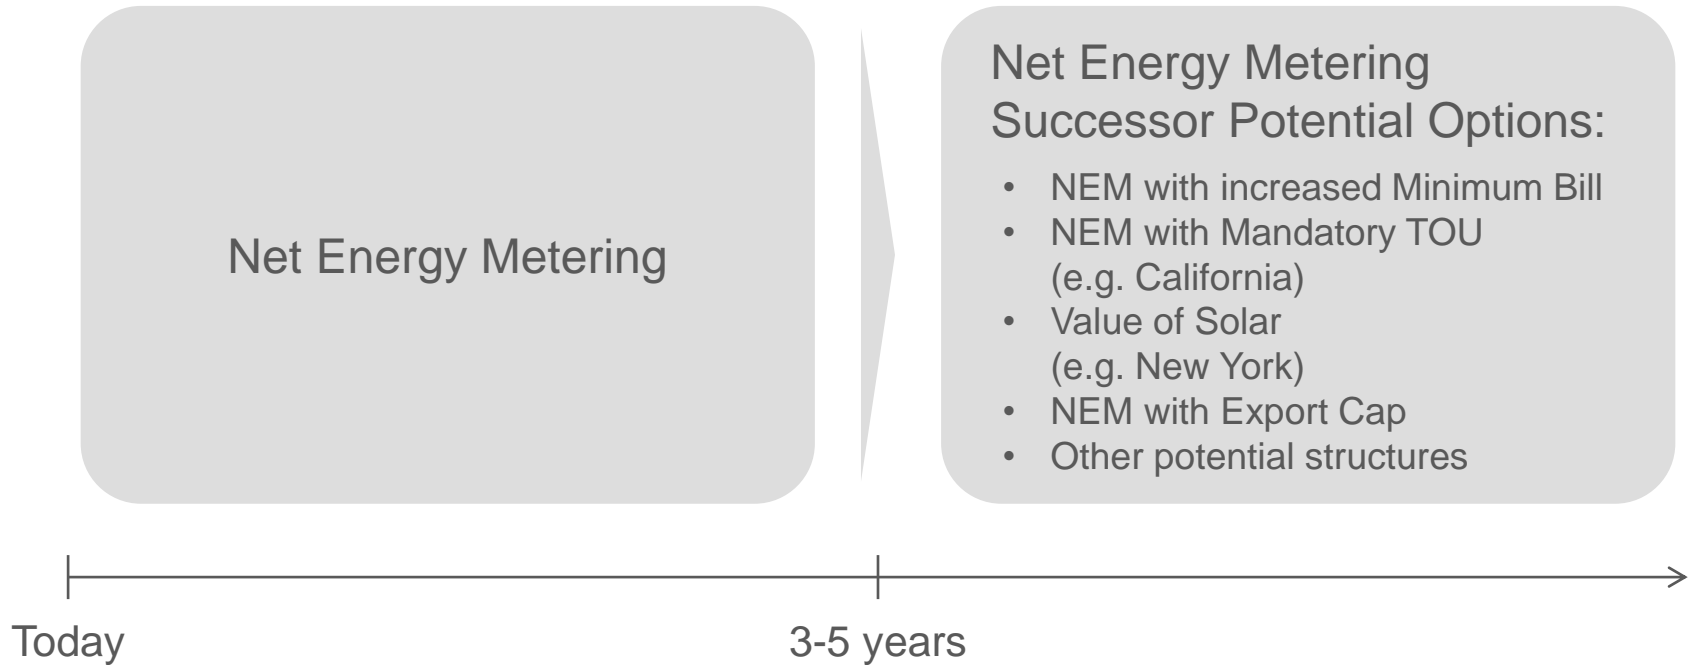 Net Energy Metering
Net Energy Metering
Successor Potential Options:
• NEM with increased Minimum Bill
• NEM with Mandatory TOU
(e.g. California)
• Value of Solar
(e.g. New York)
• NEM with Export Cap
• Other potential structures
Today
3-5 years